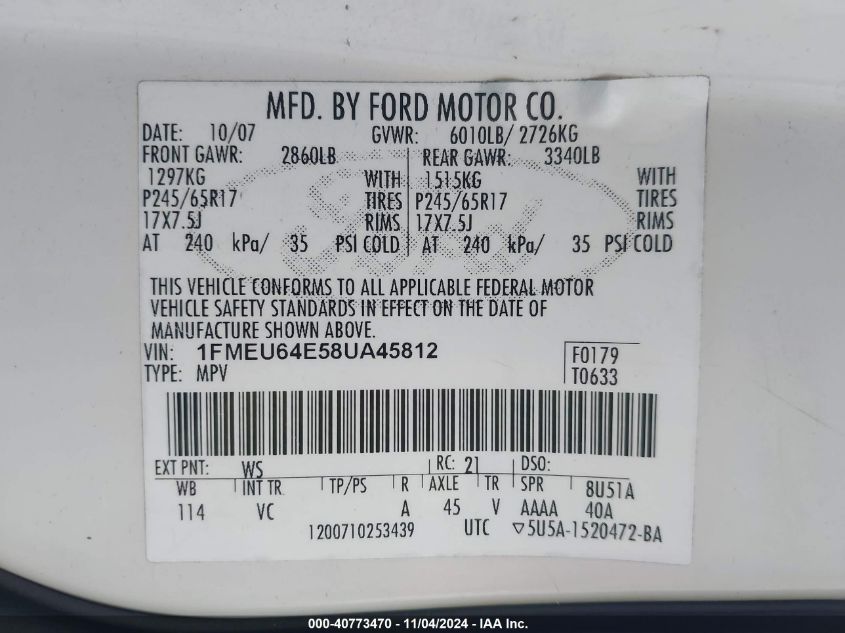 MFD. BY FORD MOTOR CO.
DATE: 10/07 GVWR: 6010LB/ 2726KG
FRONT GAWR: 2860LB REAR GAWR: 3340LB
1297KG WITH 1515KG WITH
P245/65R17 TIRES P245/65R17 TIRES
17X7.5J RIMS 17X7.5J RIMS
AT 240 kPa/ 35 PSI COLD AT 240 kPa/ 35 PSI COLD
THIS VEHICLE CONFORMS TO ALL APPLICABLE FEDERAL MOTOR
VEHICLE SAFETY STANDARDS IN EFFECT ON THE DATE OF
MANUFACTURE SHOWN ABOVE.
VIN: 1FMEU64E58UA45812 F0179
TYPE: MPV T0633
EXT PNT: WS RC: 21 DSO:
WB INT TR TP/PS R AXLE TR SPR 8U51A
114 VC A 45 V AAAA 40A
1200710253439 UTC ▽5U5A-1520472-BA
000-40773470 - 11/04/2024 - IAA Inc.